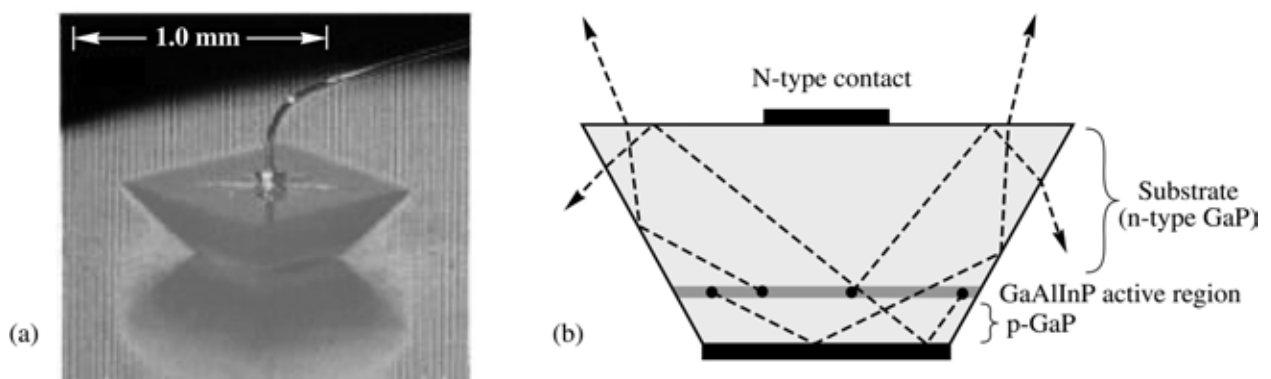 1.0 mm
(a)
N-type contact
Substrate
(n-type GaP)
GaAlInP active region
p-GaP
(b)